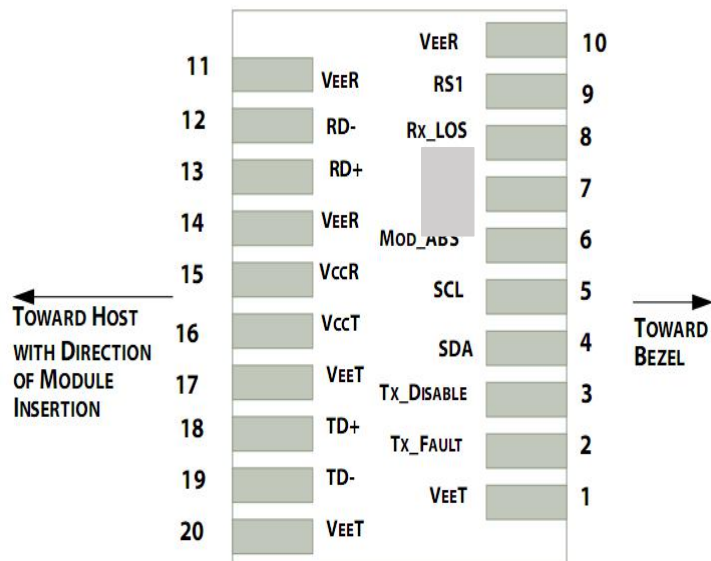 VEER 10
11 VEER
RS1 9
12 RD-
RX_LOS 8
13 RD+
7
14 VEER
MOD_ABS 6
15 VCCR
SCL 5
TOWARD HOST
WITH DIRECTION
OF MODULE
INSERTION
16 VCCT
SDA 4
TOWARD
BEZEL
17 VEET
TX_DISABLE 3
18 TD+
TX_FAULT 2
19 TD-
VEET 1
20 VEET